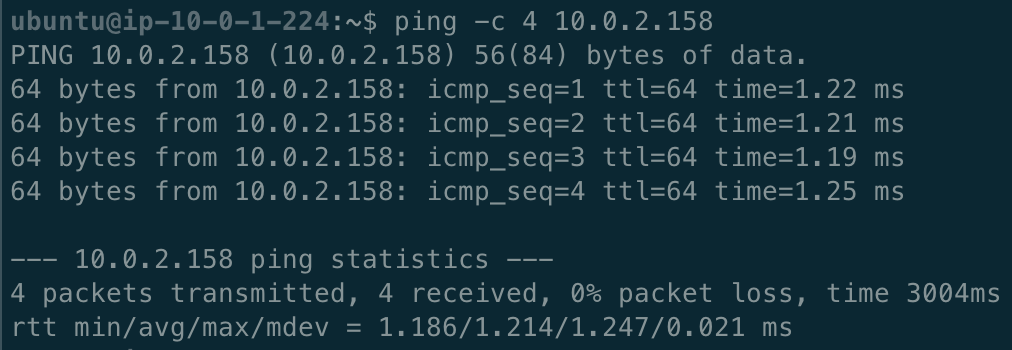 ubuntu@ip-10-0-1-224:~$ ping -c 4 10.0.2.158
PING 10.0.2.158 (10.0.2.158) 56(84) bytes of data.
64 bytes from 10.0.2.158: icmp_seq=1 ttl=64 time=1.22 ms
64 bytes from 10.0.2.158: icmp_seq=2 ttl=64 time=1.21 ms
64 bytes from 10.0.2.158: icmp_seq=3 ttl=64 time=1.19 ms
64 bytes from 10.0.2.158: icmp_seq=4 ttl=64 time=1.25 ms

--- 10.0.2.158 ping statistics ---
4 packets transmitted, 4 received, 0% packet loss, time 3004ms
rtt min/avg/max/mdev = 1.186/1.214/1.247/0.021 ms